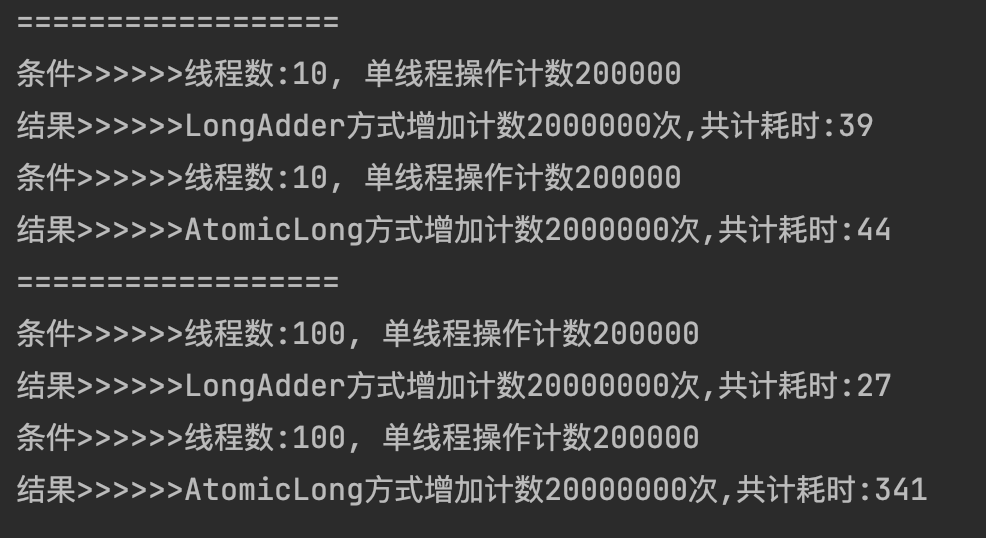 ==================
条件>>>>>>线程数:10, 单线程操作计数200000
结果>>>>>>LongAdder方式增加计数2000000次,共计耗时:39
条件>>>>>>线程数:10, 单线程操作计数200000
结果>>>>>>AtomicLong方式增加计数2000000次,共计耗时:44
==================
条件>>>>>>线程数:100, 单线程操作计数200000
结果>>>>>>LongAdder方式增加计数20000000次,共计耗时:27
条件>>>>>>线程数:100, 单线程操作计数200000
结果>>>>>>AtomicLong方式增加计数20000000次,共计耗时:341